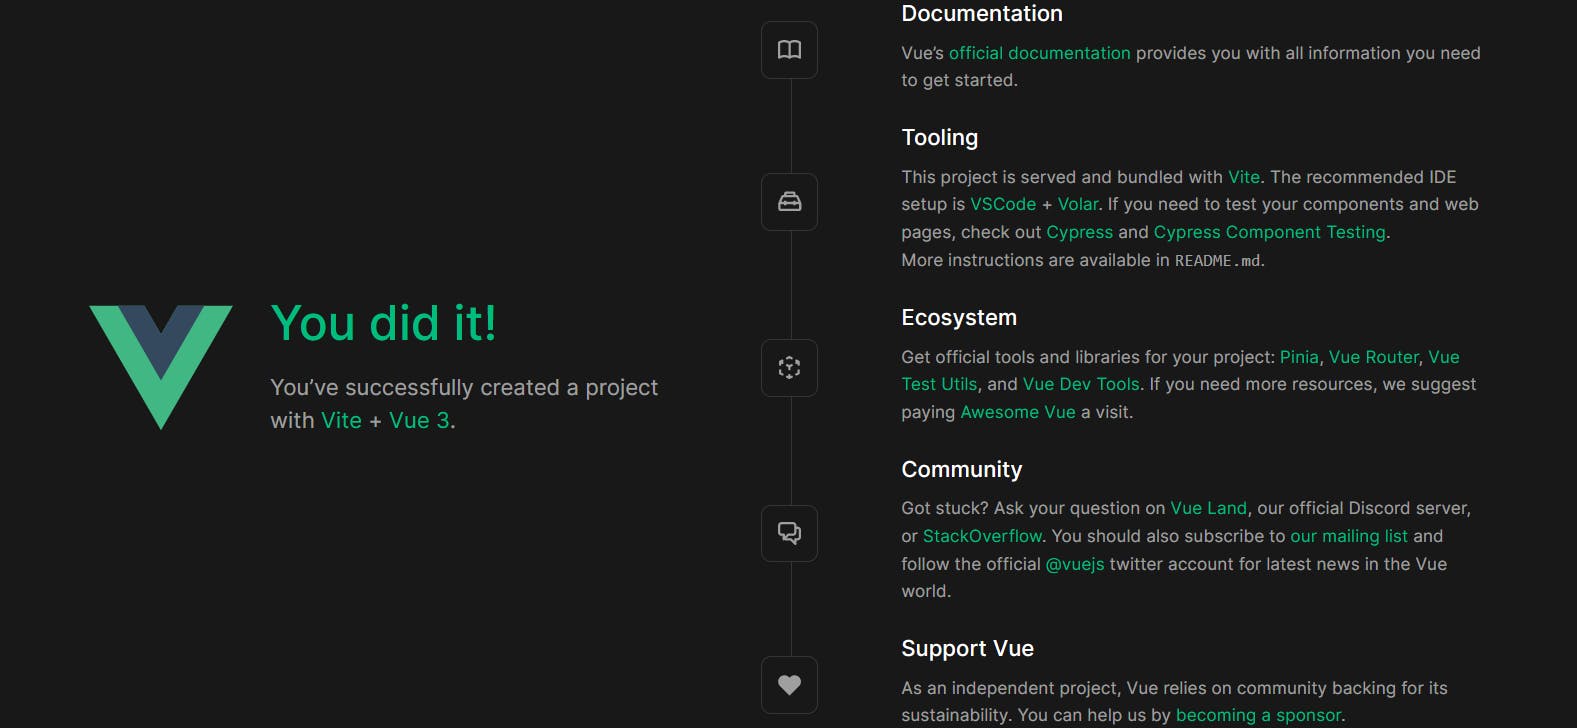 You did it!
You’ve successfully created a project
with Vite + Vue 3.
Documentation
Vue’s official documentation provides you with all information you need
to get started.
Tooling
This project is served and bundled with Vite. The recommended IDE
setup is VSCode + Volar. If you need to test your components and web
pages, check out Cypress and Cypress Component Testing.
More instructions are available in README.md.
Ecosystem
Get official tools and libraries for your project: Pinia, Vue Router, Vue
Test Utils, and Vue Dev Tools. If you need more resources, we suggest
paying Awesome Vue a visit.
Community
Got stuck? Ask your question on Vue Land, our official Discord server,
or StackOverflow. You should also subscribe to our mailing list and
follow the official @vuejs twitter account for latest news in the Vue
world.
Support Vue
As an independent project, Vue relies on community backing for its
sustainability. You can help us by becoming a sponsor.